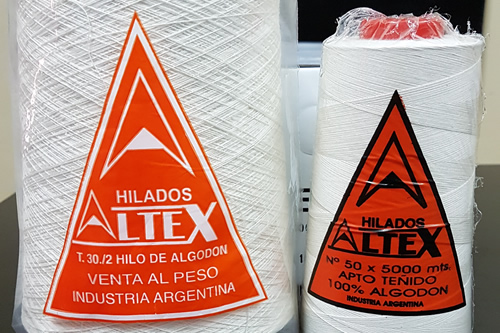 HILADOS
ALTEX
T. 30./2 HILO DE ALGODON
VENTA AL PESO
INDUSTRIA ARGENTINA
HILADOS
ALTEX
Nº 50 x 5000 mts.
APTO TEÑIDO
100% ALGODON
INDUSTRIA ARGENTINA